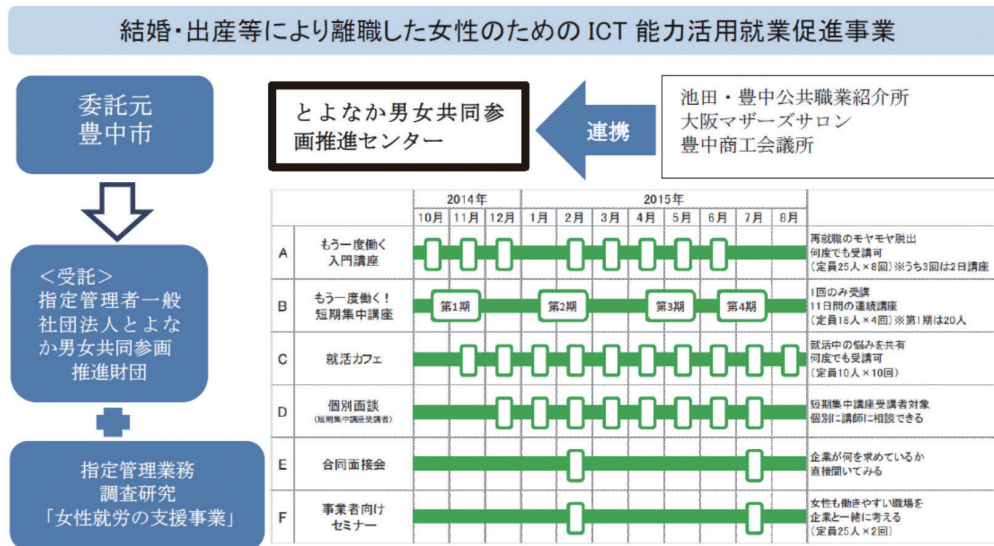 結婚・出産等により離職した女性のための ICT 能力活用就業促進事業
委託元
豊中市
<受託>
指定管理者一般
社団法人とよな
か男女共同参画
推進財団
指定管理業務
調査研究
「女性就労の支援事業」
とよなか男女共同参
画推進センター
連携
池田・豊中公共職業紹介所
大阪マザーズサロン
豊中商工会議所
2014年 2015年
10月 11月 12月 1月 2月 3月 4月 5月 6月 7月 8月
A
もう一度働く
入門講座
再就職のモヤモヤ脱出
何度でも受講可
(定員25人×8回)※うち3回は2日講座
B
もう一度働く!
短期集中講座
第1期 第2期 第3期 第4期
1回のみ受講
11日間の連続講座
(定員18人×4回)※第1期は20人
C
就活カフェ
就活中の悩みを共有
何度でも受講可
(定員10人×10回)
D
個別面談
(短期集中講座受講者)
短期集中講座受講者対象
個別に講師に相談できる
E
合同面接会
企業が何を求めているか
直接聞いてみる
F
事業者向け
セミナー
女性も働きやすい職場を
企業と一緒に考える
(定員25人×2回)